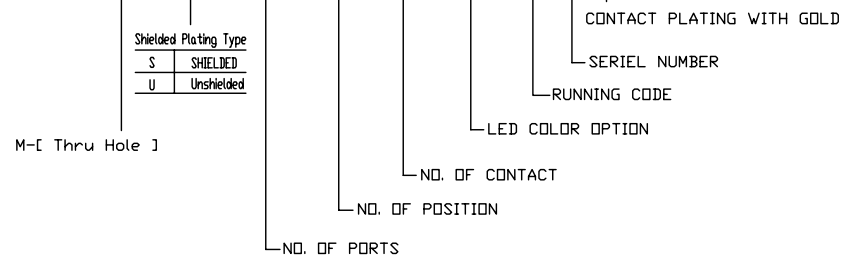 CONTACT PLATING WITH GOLD
Shielded Plating Type
S SHIELDED
U Unshielded
SERIEL NUMBER
RUNNING CODE
LED COLOR OPTION
M-[ Thru Hole ]
NO. OF CONTACT
NO. OF POSITION
NO. OF PORTS